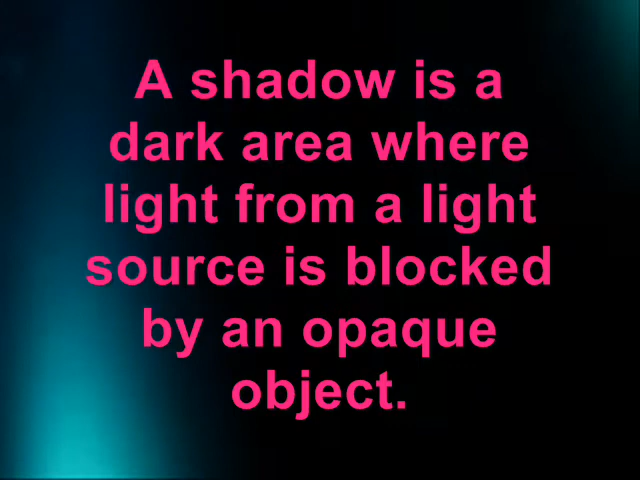 A shadow is a
dark area where
light from a light
source is blocked
by an opaque
object.